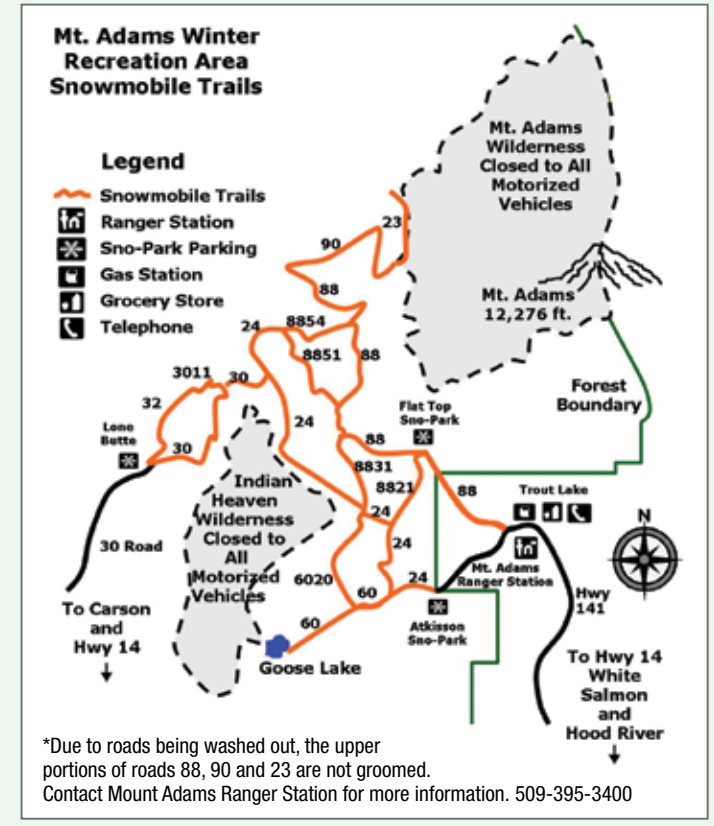 Mt. Adams Winter
Recreation Area
Snowmobile Trails
Legend
Snowmobile Trails
Ranger Station
Sno-Park Parking
Gas Station
Grocery Store
Telephone
Mt. Adams
Wilderness
Closed to All
Motorized
Vehicles
23
90
88
Mt. Adams
12,276 ft.
24
8854
8851
88
3011
30
32
Forest
Boundary
Flat Top
Sno-Park
Lone
Butte
30
24
88
8831
8821
88
Trout Lake
Indian
Heaven
Wilderness
Closed to
All
Motorized
Vehicles
24
N
30 Road
24
Mt. Adams
Ranger Station
6020
60
24
Hwy
141
To Carson
and
Hwy 14
60
Atkisson
Sno-Park
Goose Lake
To Hwy 14
White
Salmon
and
Hood River
*Due to roads being washed out, the upper
portions of roads 88, 90 and 23 are not groomed.
Contact Mount Adams Ranger Station for more information. 509-395-3400